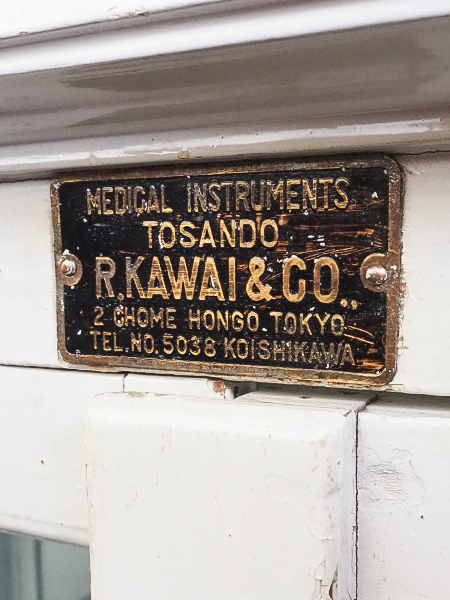 MEDICAL INSTRUMENTS
TOSANDO
R.KAWAI & CO.,
2 CHOME HONGO TOKYO
TEL.NO.5038 KOISHIKAWA